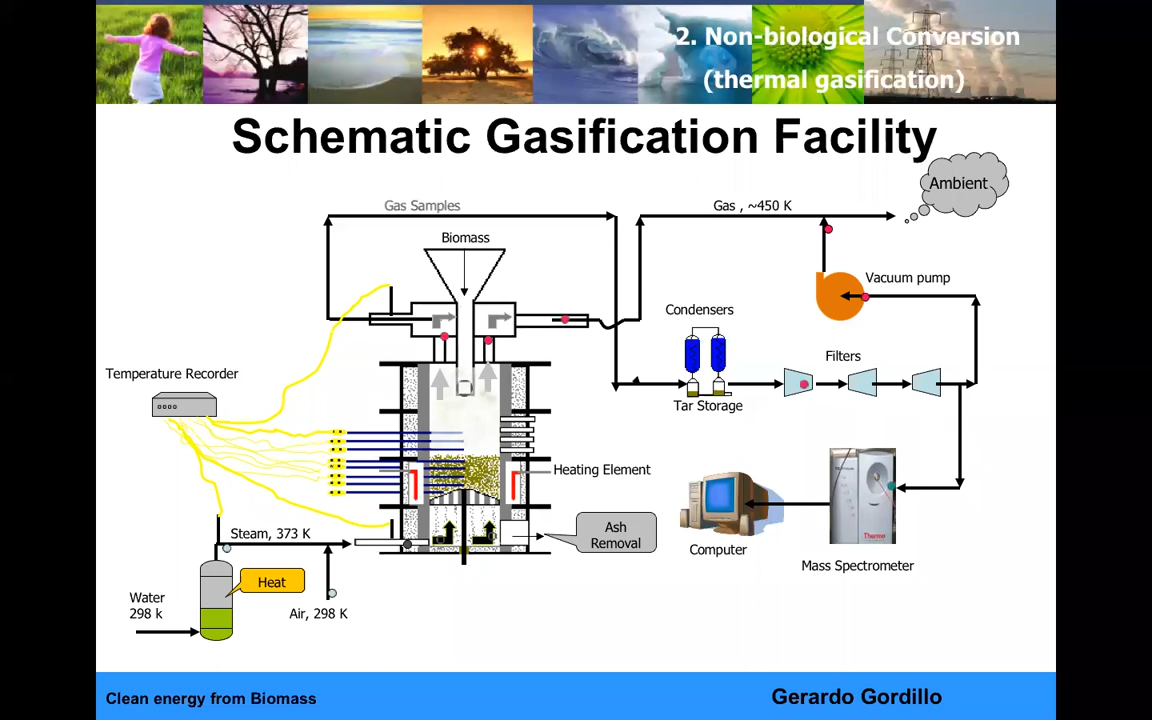 2. Non-biological Conversion
(thermal gasification)
Schematic Gasification Facility
Ambient
Gas Samples
Gas , ~450 K
Biomass
Vacuum pump
Condensers
Filters
Temperature Recorder
Tar Storage
Heating Element
Ash
Removal
Steam, 373 K
Computer
Thermo
Mass Spectrometer
Heat
Water
298 k
Air, 298 K
Clean energy from Biomass
Gerardo Gordillo